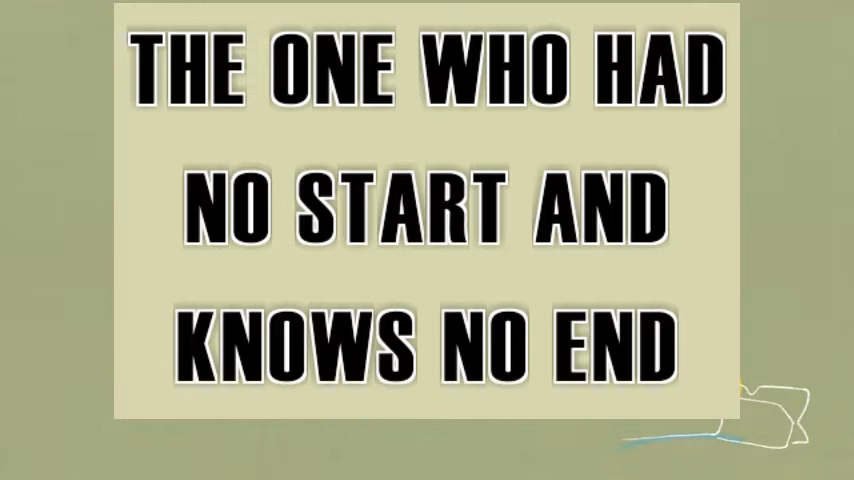 THE ONE WHO HAD
NO START AND
KNOWS NO END